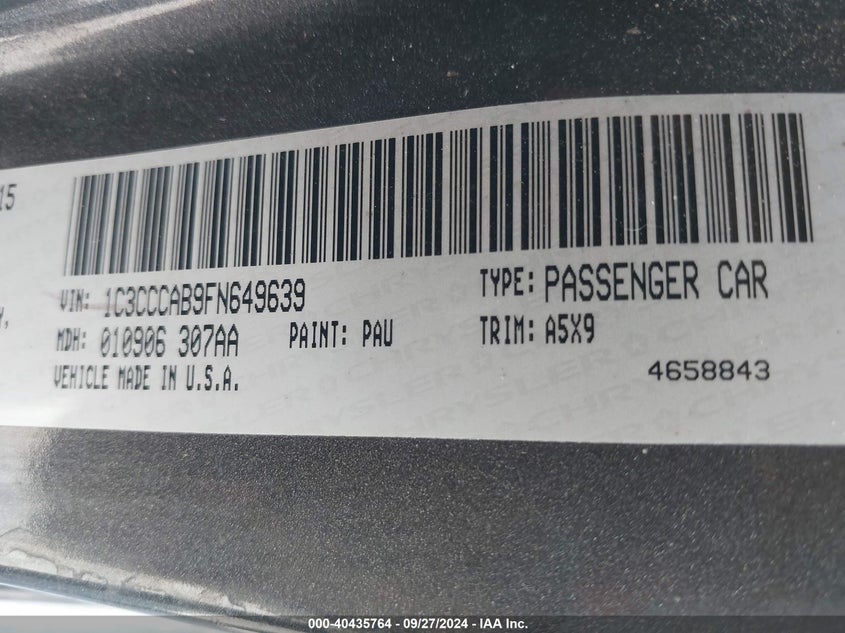 15
VIN: 1C3CCCAB9FN649639 TYPE: PASSENGER CAR
Y,
MDH: 010906 307AA PAINT: PAU TRIM: A5X9
VEHICLE MADE IN U.S.A. 4658843
CHRYSLER
000-40435764 - 09/27/2024 - IAA Inc.